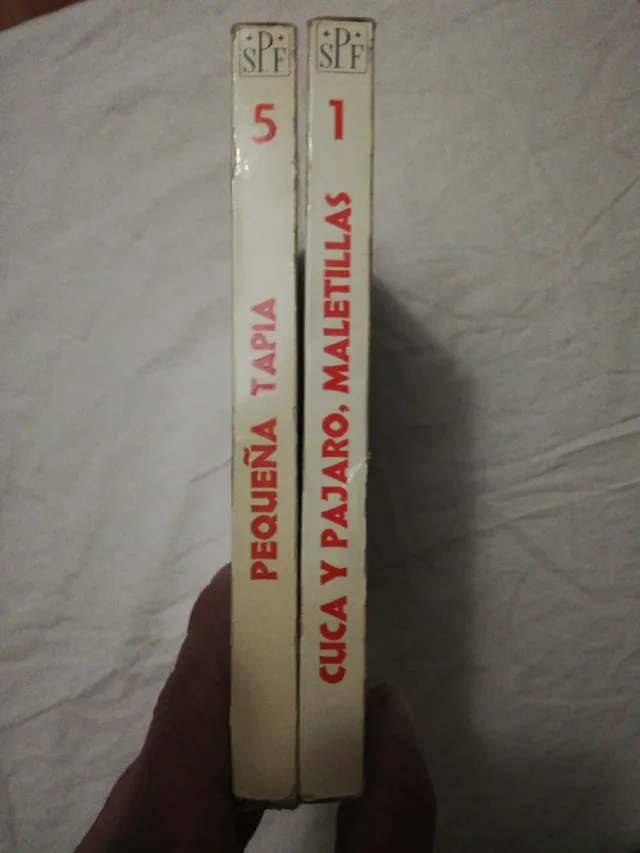 SPF
5
PEQUEÑA TAPIA
SPF
1
CUCA Y PAJARO, MALETILLAS